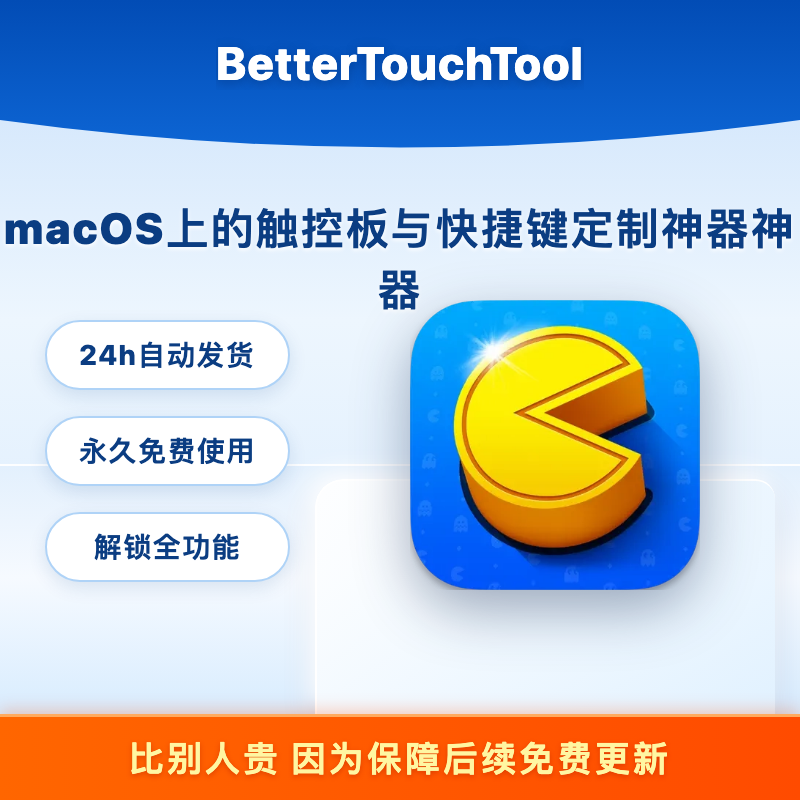 BetterTouchTool
macOS上的触控板与快捷键定制神器神
器
24h自动发货
永久免费使用
解锁全功能
比别人贵 因为保障后续免费更新